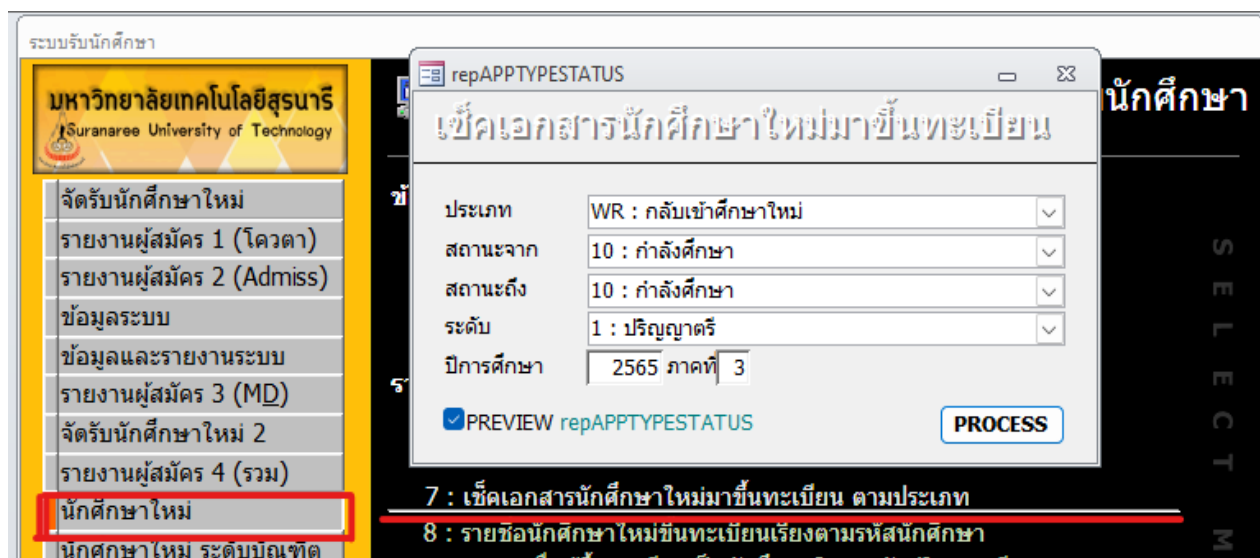 ระบบรับนักศึกษา
มหาวิทยาลัยเทคโนโลยีสุรนารี
Suranaree University of Technology
จัดรับนักศึกษาใหม่
รายงานผู้สมัคร 1 (โควตา)
รายงานผู้สมัคร 2 (Admiss)
ข้อมูลระบบ
ข้อมูลและรายงานระบบ
รายงานผู้สมัคร 3 (MD)
จัดรับนักศึกษาใหม่ 2
รายงานผู้สมัคร 4 (รวม)
นักศึกษาใหม่
นักศึกษาใหม่ ระดับบัณฑิต
นักศึกษา
repAPPTYPESTATUS
เช็คเอกสารนักศึกษาใหม่มาขึ้นทะเบียน
ประเภท WR : กลับเข้าศึกษาใหม่
สถานะจาก 10 : กำลังศึกษา
สถานะถึง 10 : กำลังศึกษา
ระดับ 1 : ปริญญาตรี
ปีการศึกษา 2565 ภาคที่ 3
PREVIEW repAPPTYPESTATUS PROCESS
7 : เช็คเอกสารนักศึกษาใหม่มาขึ้นทะเบียน ตามประเภท
8 : รายชื่อนักศึกษาใหม่ขึ้นทะเบียนเรียงตามรหัสนักศึกษา
S E L E C T M